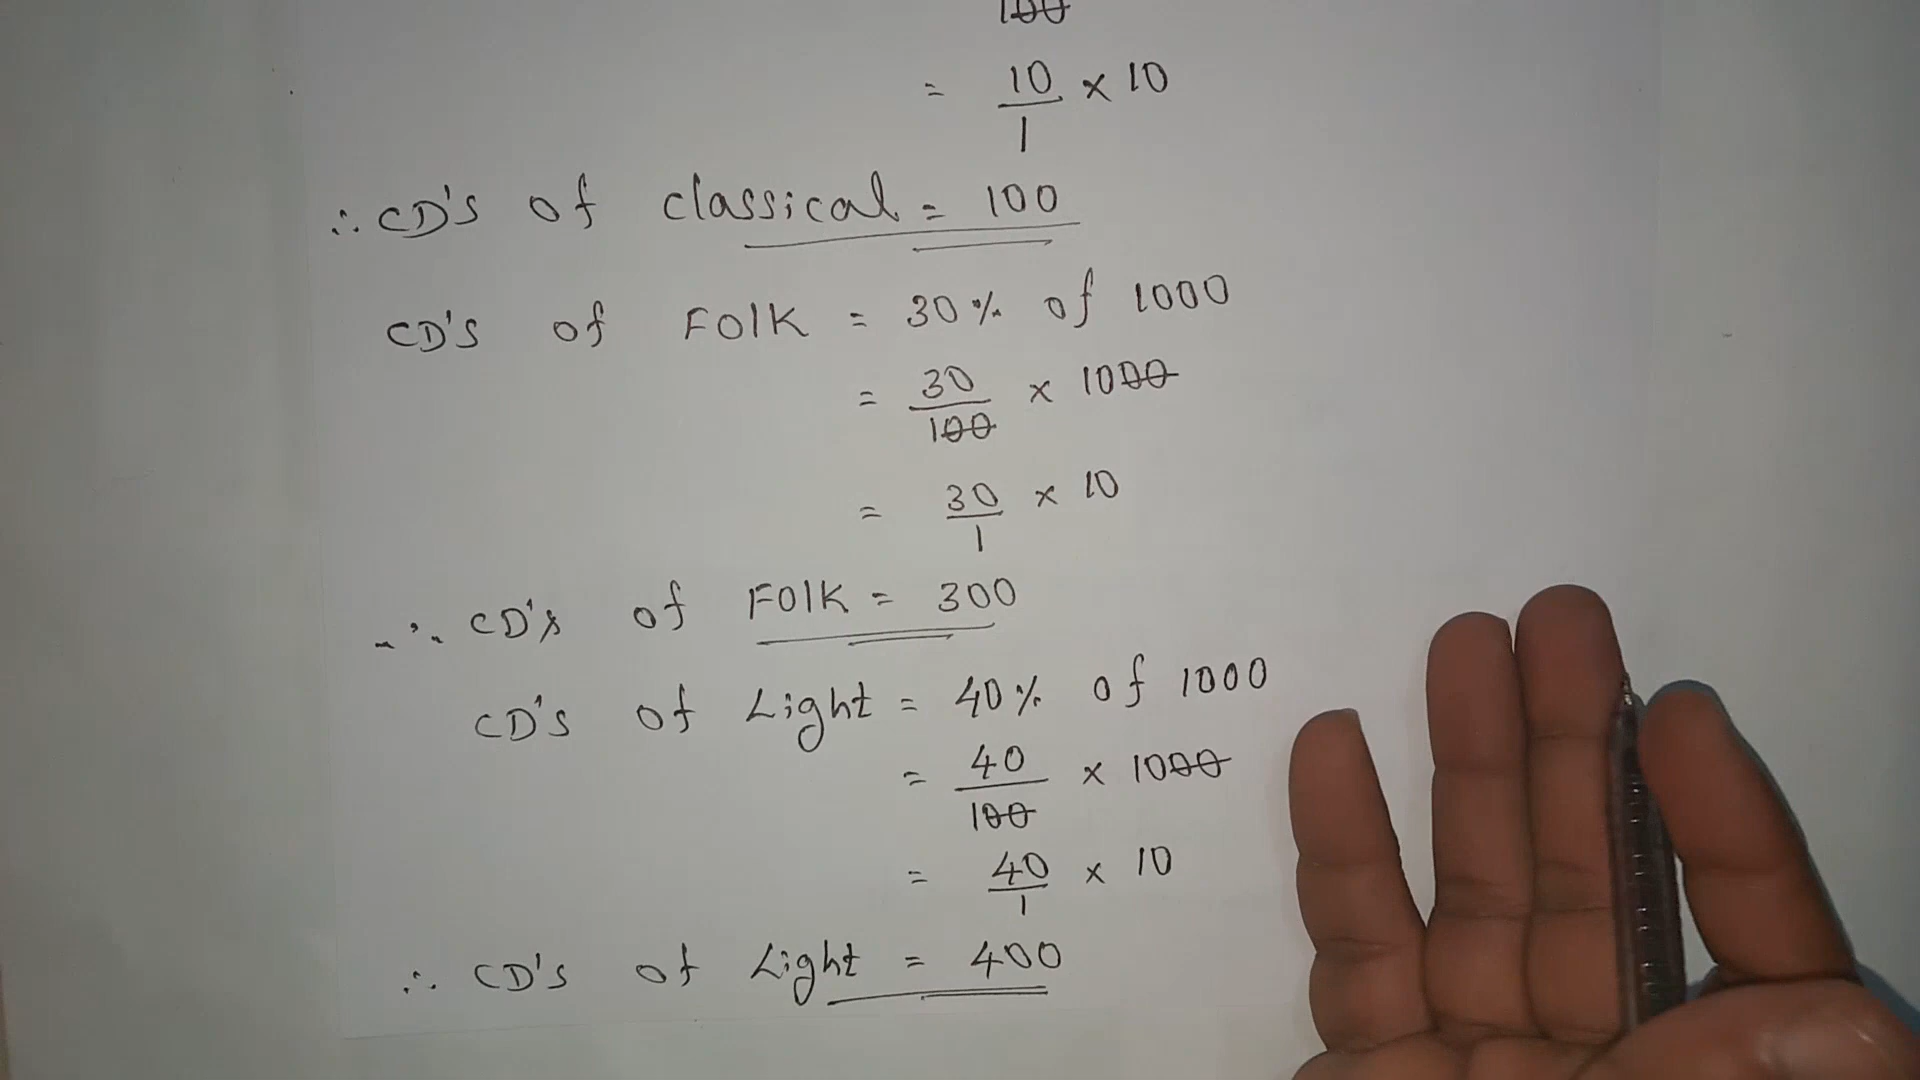 100
= 10/1 × 10
∴ CD's of classical = 100
CD's of Folk = 30% of 1000
= 30/100 × 1000
= 30/1 × 10
∴ CD's of Folk = 300
CD's of Light = 40% of 1000
= 40/100 × 1000
= 40/1 × 10
∴ CD's of Light = 400